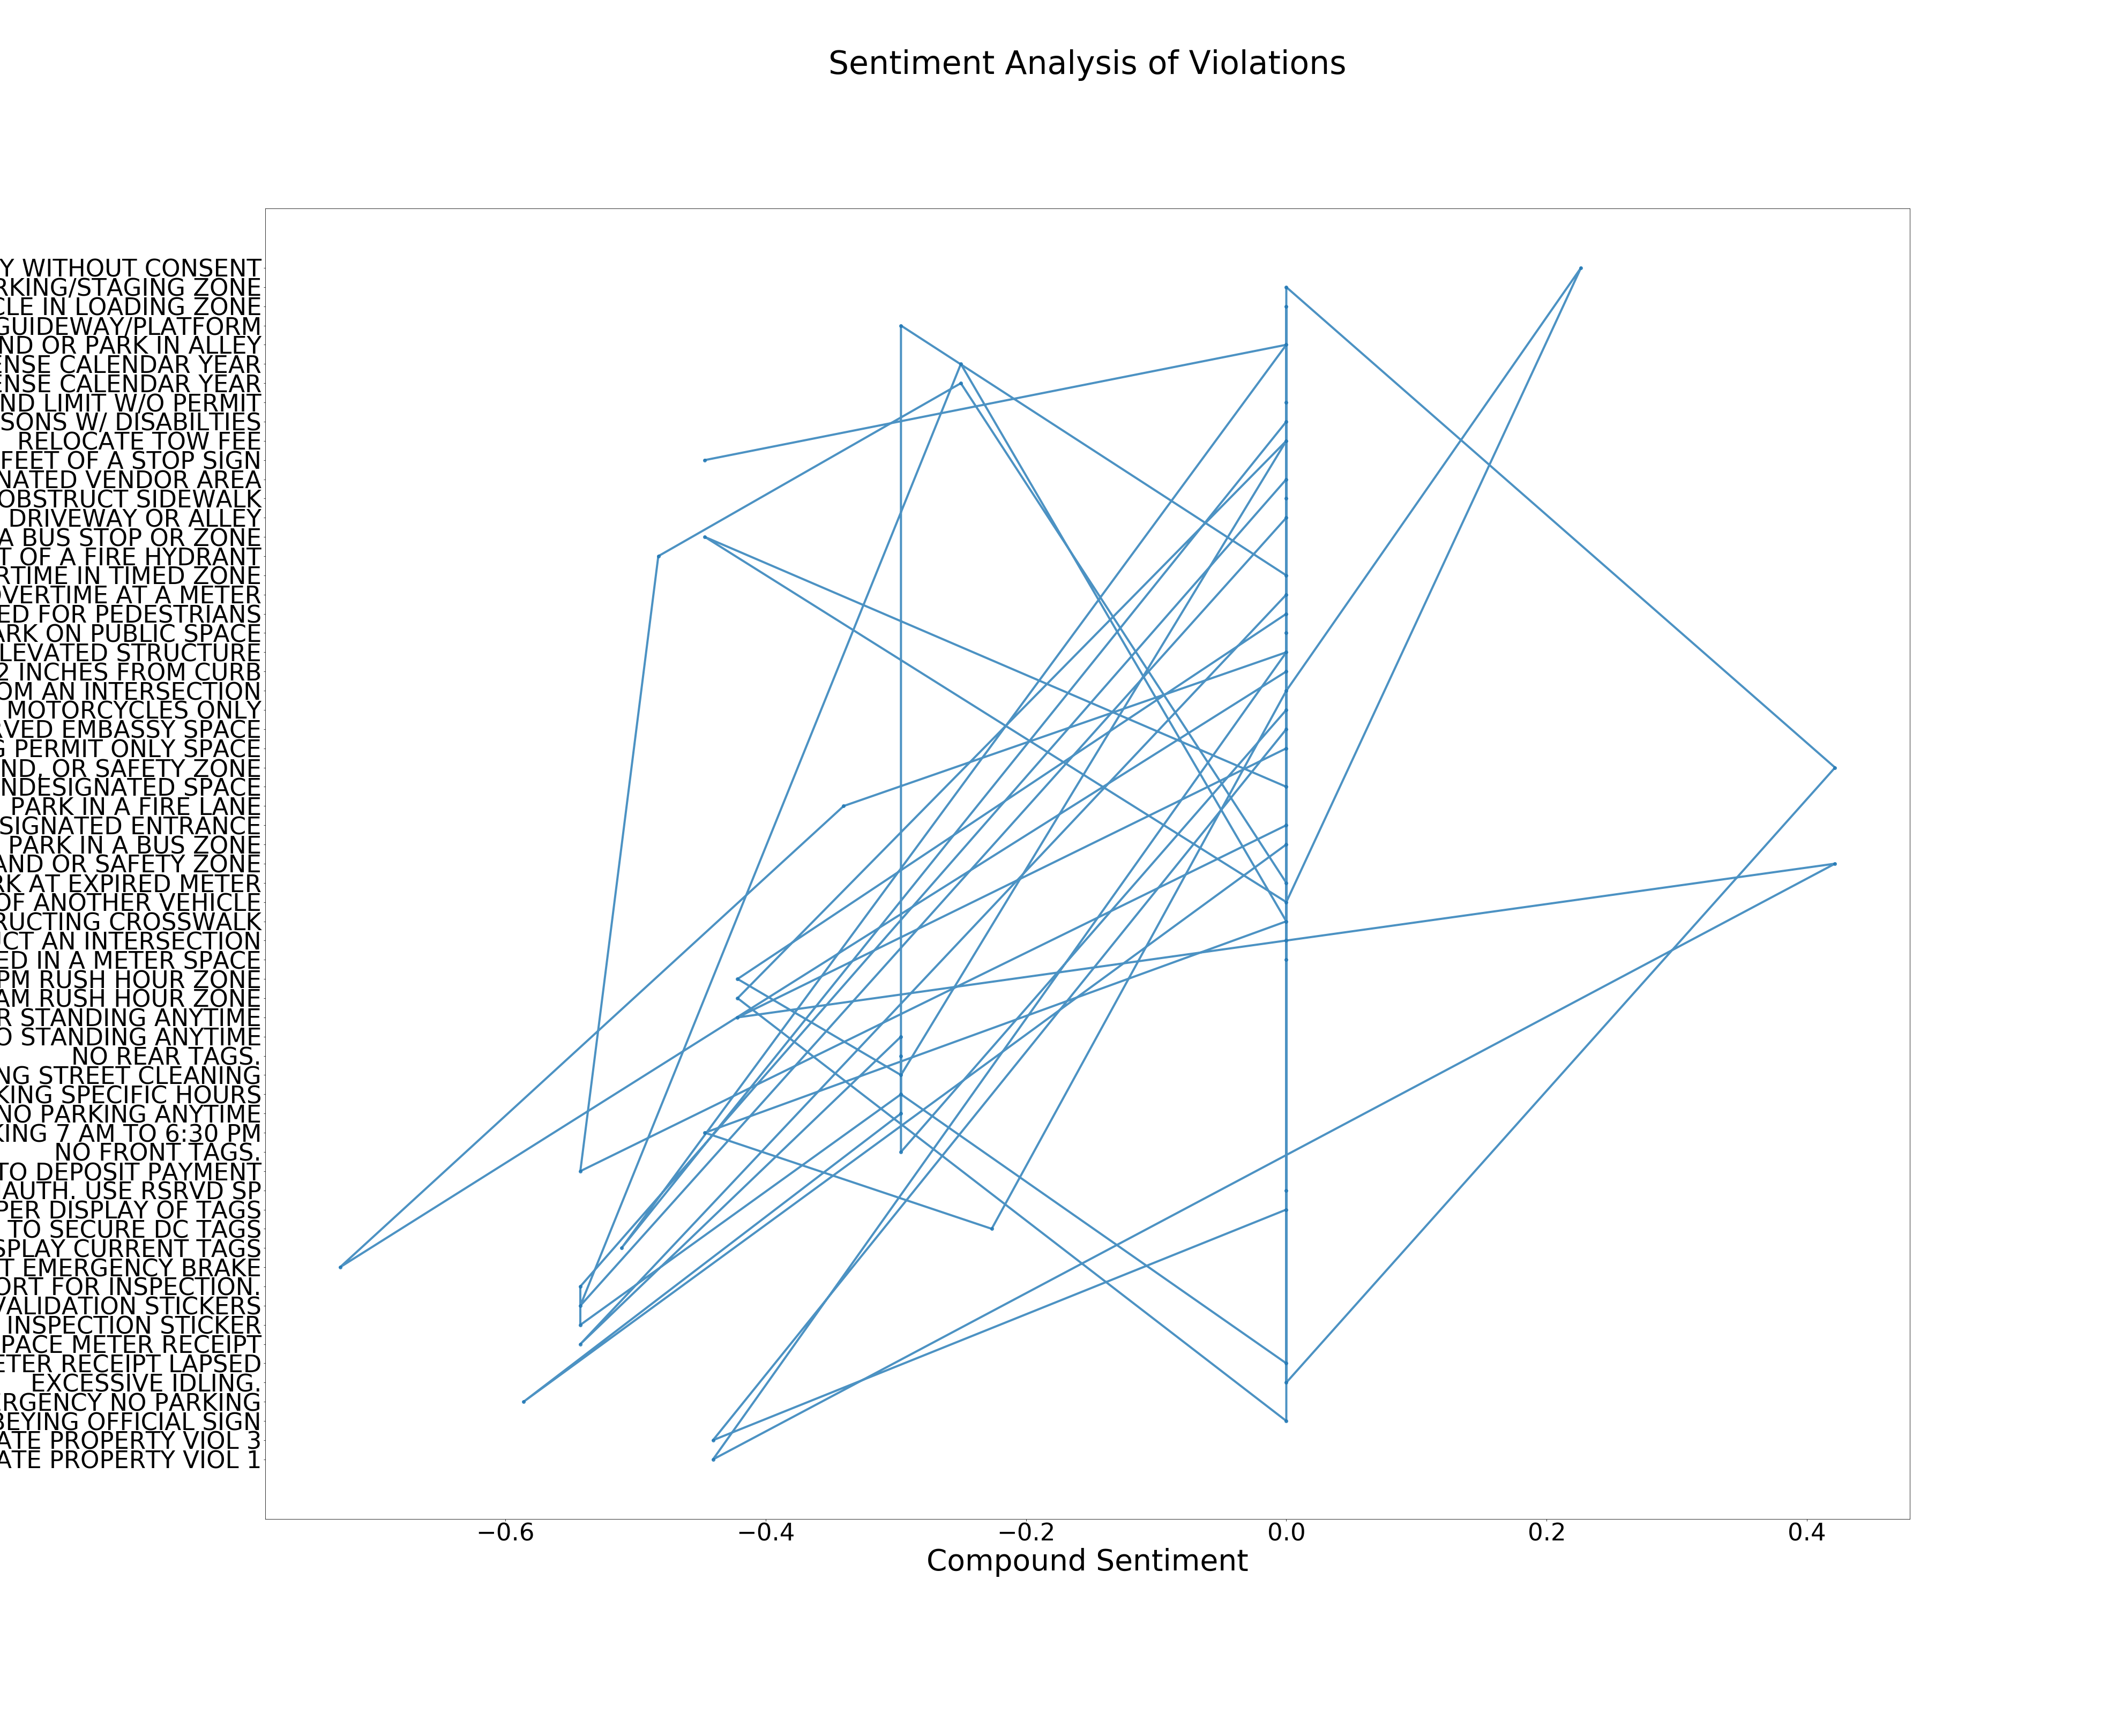 Sentiment Analysis of Violations
Y WITHOUT CONSENT
RKING/STAGING ZONE
CLE IN LOADING ZONE
GUIDEWAY/PLATFORM
ND OR PARK IN ALLEY
ENSE CALENDAR YEAR
ENSE CALENDAR YEAR
ND LIMIT W/O PERMIT
SONS W/ DISABILTIES
RELOCATE TOW FEE
FEET OF A STOP SIGN
NATED VENDOR AREA
OBSTRUCT SIDEWALK
DRIVEWAY OR ALLEY
A BUS STOP OR ZONE
T OF A FIRE HYDRANT
RTIME IN TIMED ZONE
OVERTIME AT A METER
ED FOR PEDESTRIANS
ARK ON PUBLIC SPACE
LEVATED STRUCTURE
2 INCHES FROM CURB
OM AN INTERSECTION
MOTORCYCLES ONLY
RVED EMBASSY SPACE
G PERMIT ONLY SPACE
ND, OR SAFETY ZONE
NDESIGNATED SPACE
PARK IN A FIRE LANE
SIGNATED ENTRANCE
PARK IN A BUS ZONE
AND OR SAFETY ZONE
RK AT EXPIRED METER
OF ANOTHER VEHICLE
RUCTING CROSSWALK
CT AN INTERSECTION
ED IN A METER SPACE
PM RUSH HOUR ZONE
AM RUSH HOUR ZONE
R STANDING ANYTIME
O STANDING ANYTIME
NO REAR TAGS.
NG STREET CLEANING
KING SPECIFIC HOURS
NO PARKING ANYTIME
KING 7 AM TO 6:30 PM
NO FRONT TAGS.
TO DEPOSIT PAYMENT
AUTH. USE RSRVD SP
PER DISPLAY OF TAGS
TO SECURE DC TAGS
SPLAY CURRENT TAGS
T EMERGENCY BRAKE
ORT FOR INSPECTION.
VALIDATION STICKERS
INSPECTION STICKER
PACE METER RECEIPT
ETER RECEIPT LAPSED
EXCESSIVE IDLING.
RGENCY NO PARKING
BEYING OFFICIAL SIGN
ATE PROPERTY VIOL 3
ATE PROPERTY VIOL 1
−0.6 −0.4 −0.2 0.0 0.2 0.4
Compound Sentiment